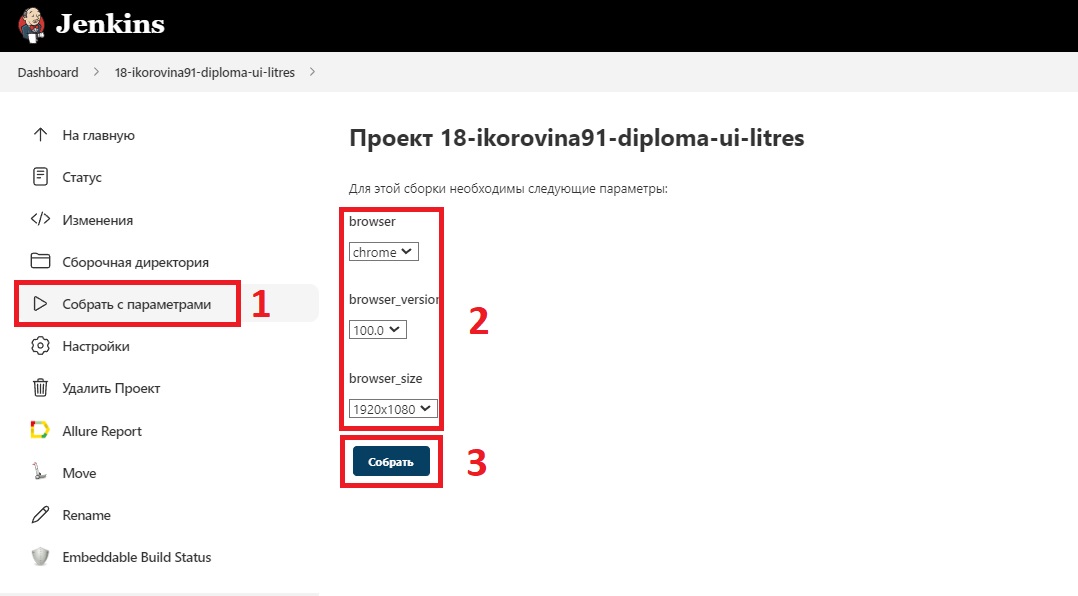 Jenkins
Dashboard > 18-ikorovina91-diploma-ui-litres >
На главную
Статус
Изменения
Сборочная директория
Собрать с параметрами
1
Настройки
Удалить Проект
Allure Report
Move
Rename
Embeddable Build Status
Проект 18-ikorovina91-diploma-ui-litres
Для этой сборки необходимы следующие параметры:
browser
chrome
browser_version
100.0
2
browser_size
1920x1080
Собрать
3